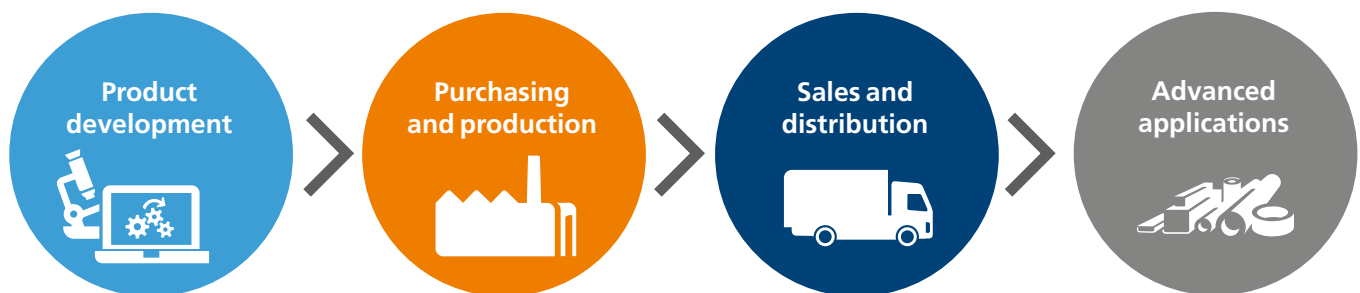 Product
development
Purchasing
and production
Sales and
distribution
Advanced
applications